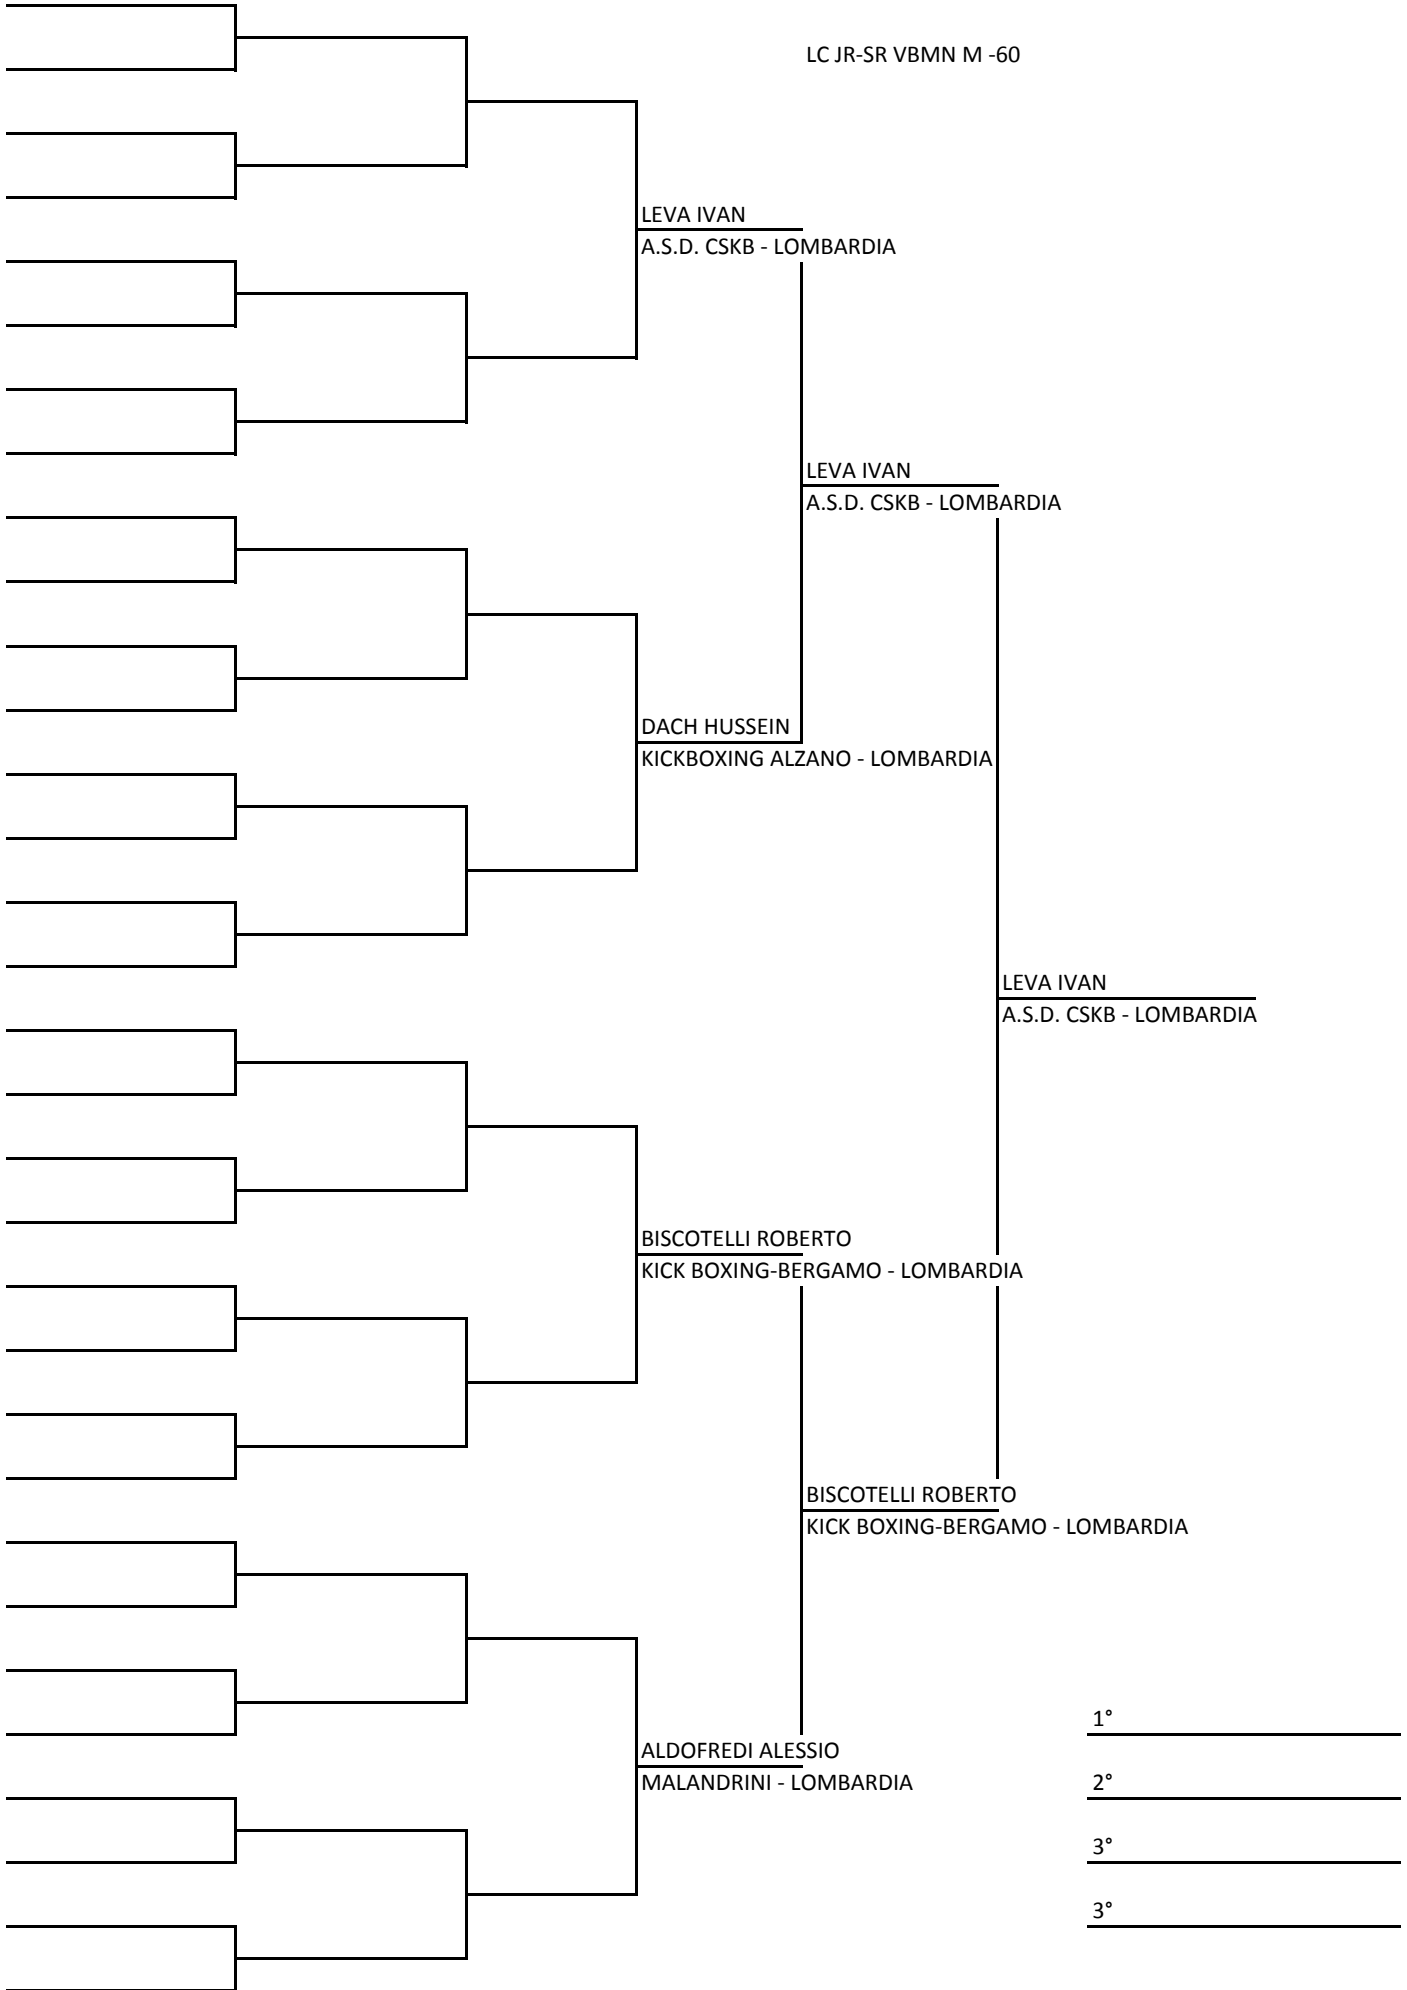 LC JR-SR VBMN M -60
LEVA IVAN
A.S.D. CSKB - LOMBARDIA
LEVA IVAN
A.S.D. CSKB - LOMBARDIA
DACH HUSSEIN
KICKBOXING ALZANO - LOMBARDIA
LEVA IVAN
A.S.D. CSKB - LOMBARDIA
BISCOTELLI ROBERTO
KICK BOXING-BERGAMO - LOMBARDIA
BISCOTELLI ROBERTO
KICK BOXING-BERGAMO - LOMBARDIA
1°
ALDOFREDI ALESSIO
MALANDRINI - LOMBARDIA
2°
3°
3°